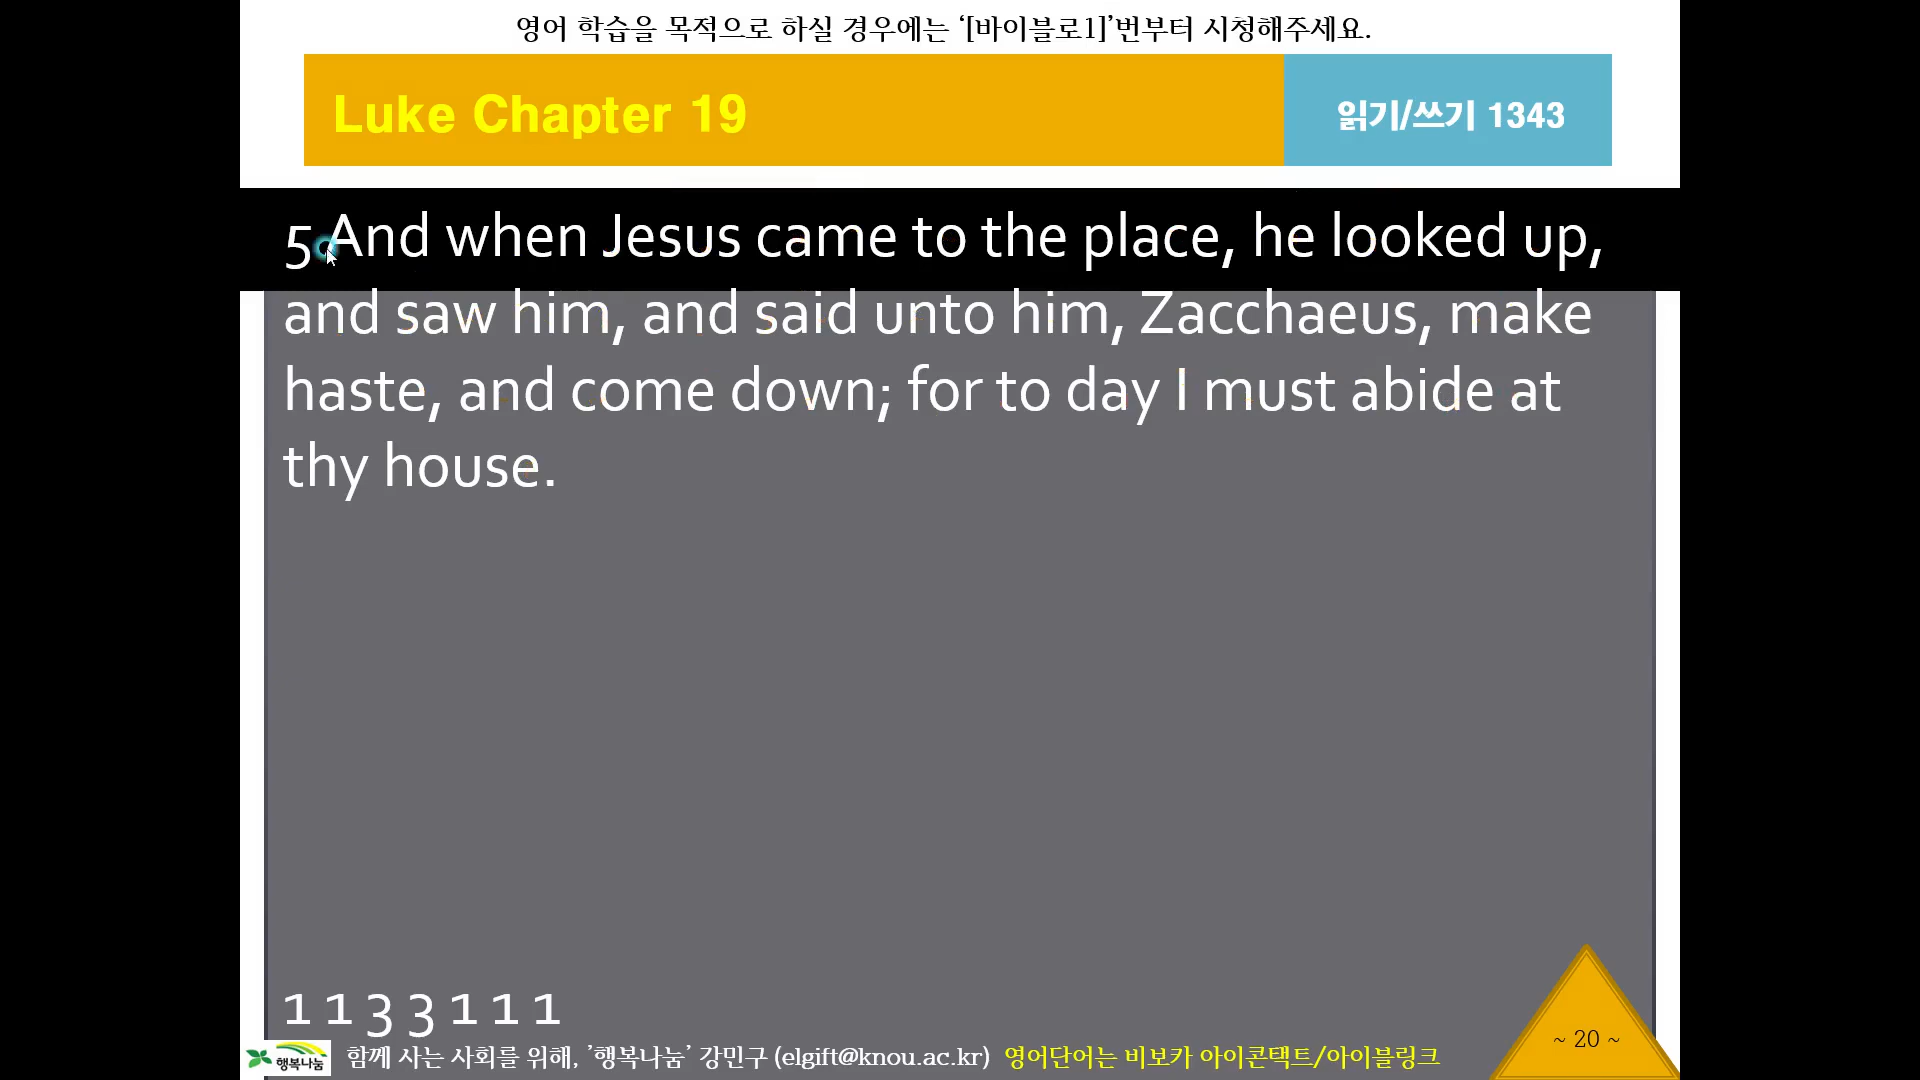 영어 학습을 목적으로 하실 경우에는 ‘[바이블로1]’번부터 시청해주세요.
Luke Chapter 19
읽기/쓰기 1343
5 And when Jesus came to the place, he looked up,
and saw him, and said unto him, Zacchaeus, make
haste, and come down; for to day I must abide at
thy house.
1 1 3 3 1 1 1
~ 20 ~
행복나눔
함께 사는 사회를 위해, ’행복나눔’ 강민구 (elgift@knou.ac.kr) 영어단어는 비보카 아이콘택트/아이블링크